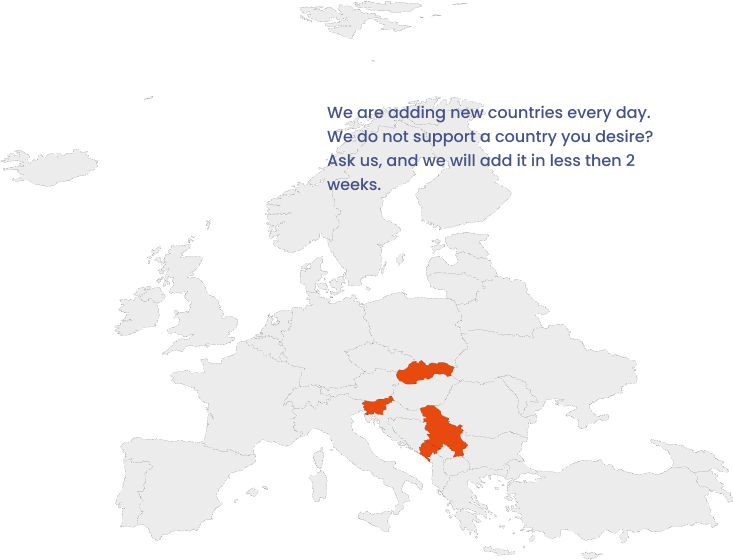 We are adding new countries every day.
We do not support a country you desire?
Ask us, and we will add it in less then 2
weeks.